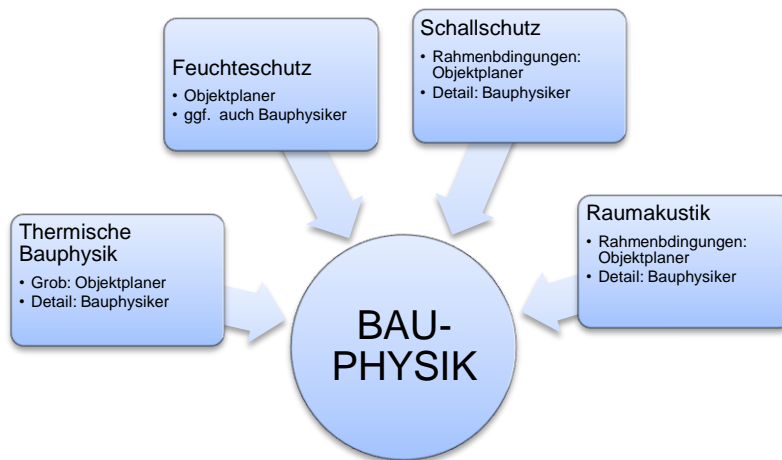 Thermische
Bauphysik
• Grob: Objektplaner
• Detail: Bauphysiker
Feuchteschutz
• Objektplaner
• ggf. auch Bauphysiker
Schallschutz
• Rahmenbdingungen:
Objektplaner
• Detail: Bauphysiker
Raumakustik
• Rahmenbdingungen:
Objektplaner
• Detail: Bauphysiker
BAU-
PHYSIK